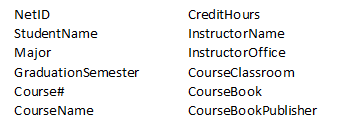 NetID
StudentName
Major
GraduationSemester
Course#
CourseName
CreditHours
InstructorName
InstructorOffice
CourseClassroom
CourseBook
CourseBookPublisher